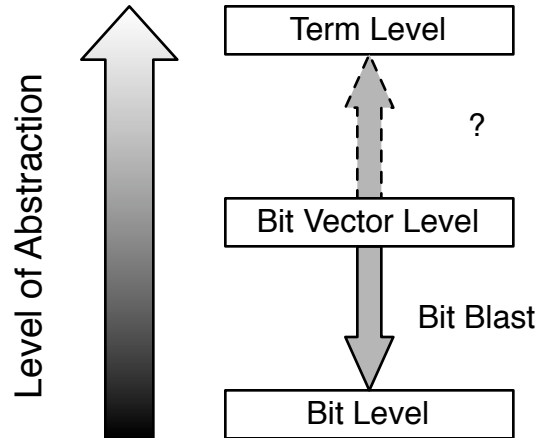 Level of Abstraction
Term Level
?
Bit Vector Level
Bit Blast
Bit Level